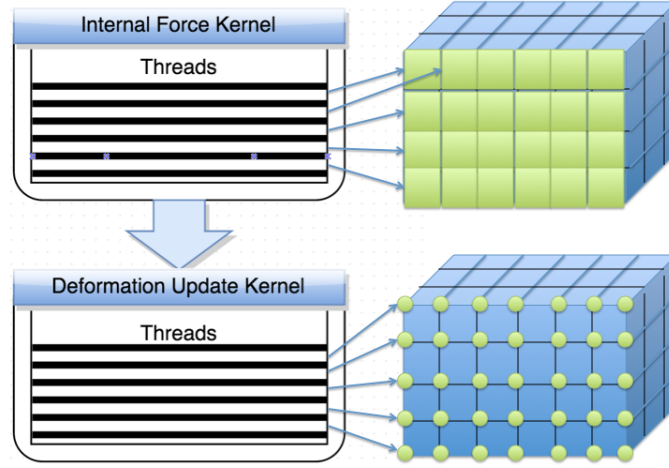 Internal Force Kernel
Threads
Deformation Update Kernel
Threads